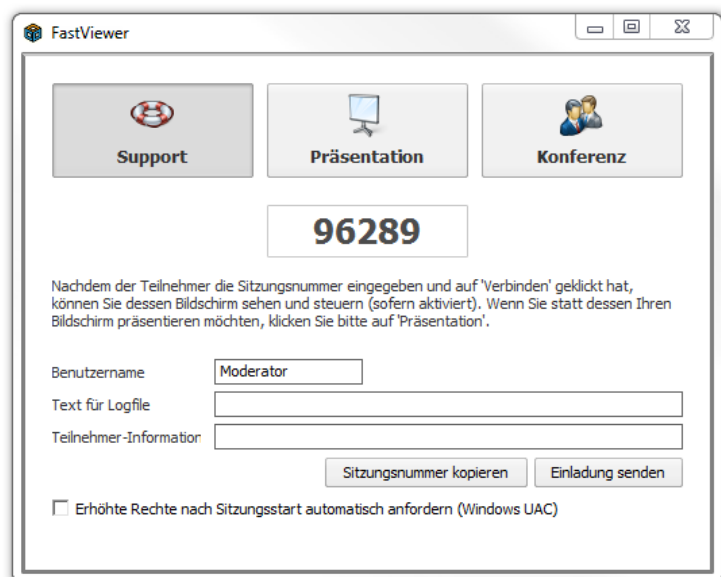 FastViewer
Support
Präsentation
Konferenz
96289
Nachdem der Teilnehmer die Sitzungsnummer eingegeben und auf 'Verbinden' geklickt hat,
können Sie dessen Bildschirm sehen und steuern (sofern aktiviert). Wenn Sie statt dessen Ihren
Bildschirm präsentieren möchten, klicken Sie bitte auf 'Präsentation'.
Benutzername
Moderator
Text für Logfile
Teilnehmer-Information
Sitzungsnummer kopieren
Einladung senden
Erhöhte Rechte nach Sitzungsstart automatisch anfordern (Windows UAC)